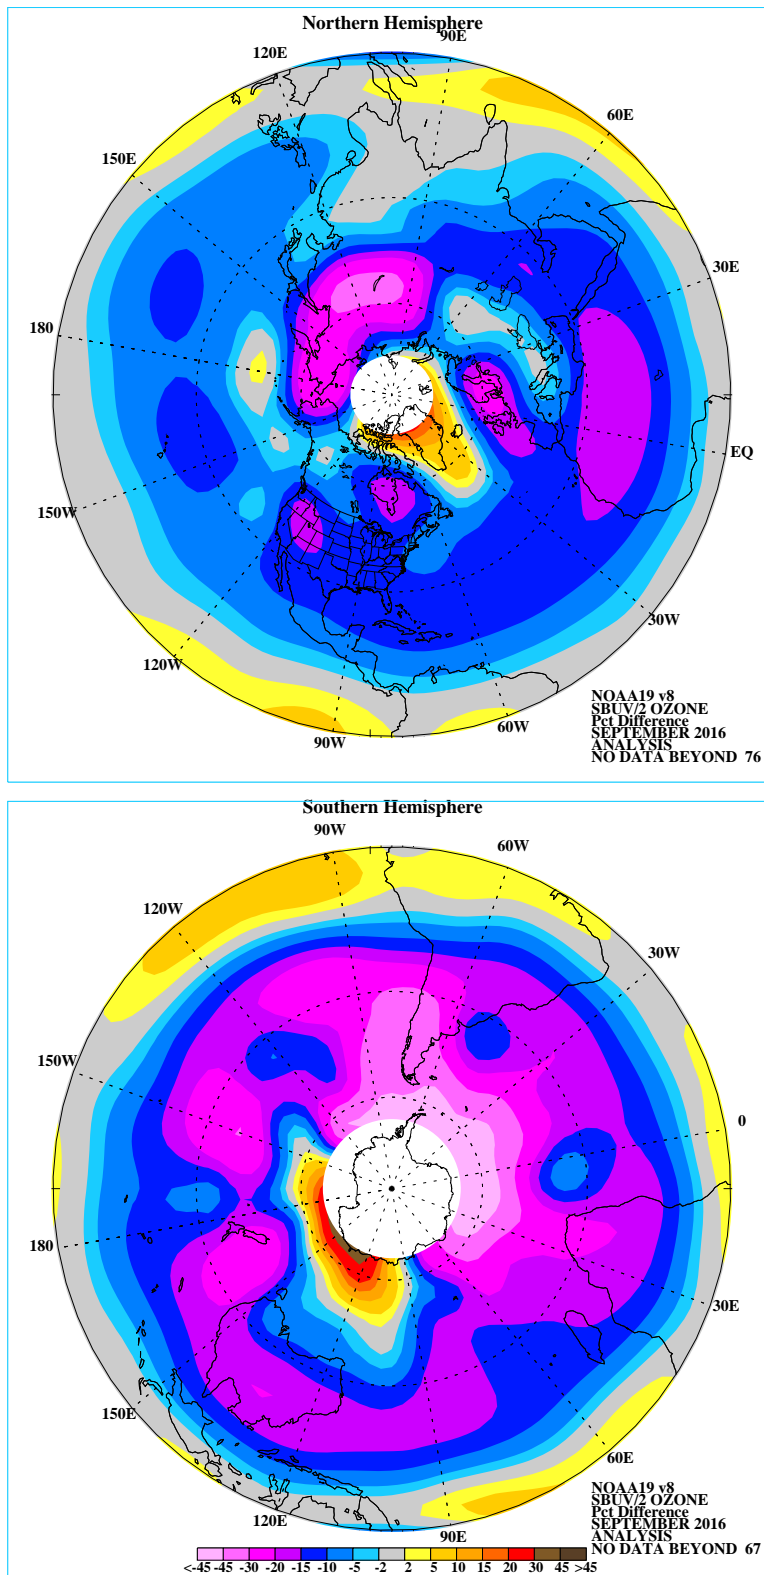 Northern Hemisphere
90E
120E
60E
150E
30E
180
EQ
150W
30W
120W
60W
90W
NOAA19 v8
SBUV/2 OZONE
Pct Difference
SEPTEMBER 2016
ANALYSIS
NO DATA BEYOND 76
Southern Hemisphere
90W
60W
120W
30W
150W
0
180
30E
150E
60E
120E
90E
NOAA19 v8
SBUV/2 OZONE
Pct Difference
SEPTEMBER 2016
ANALYSIS
NO DATA BEYOND 67
<-45 -45 -30 -20 -15 -10 -5 -2 2 5 10 15 20 30 45 >45